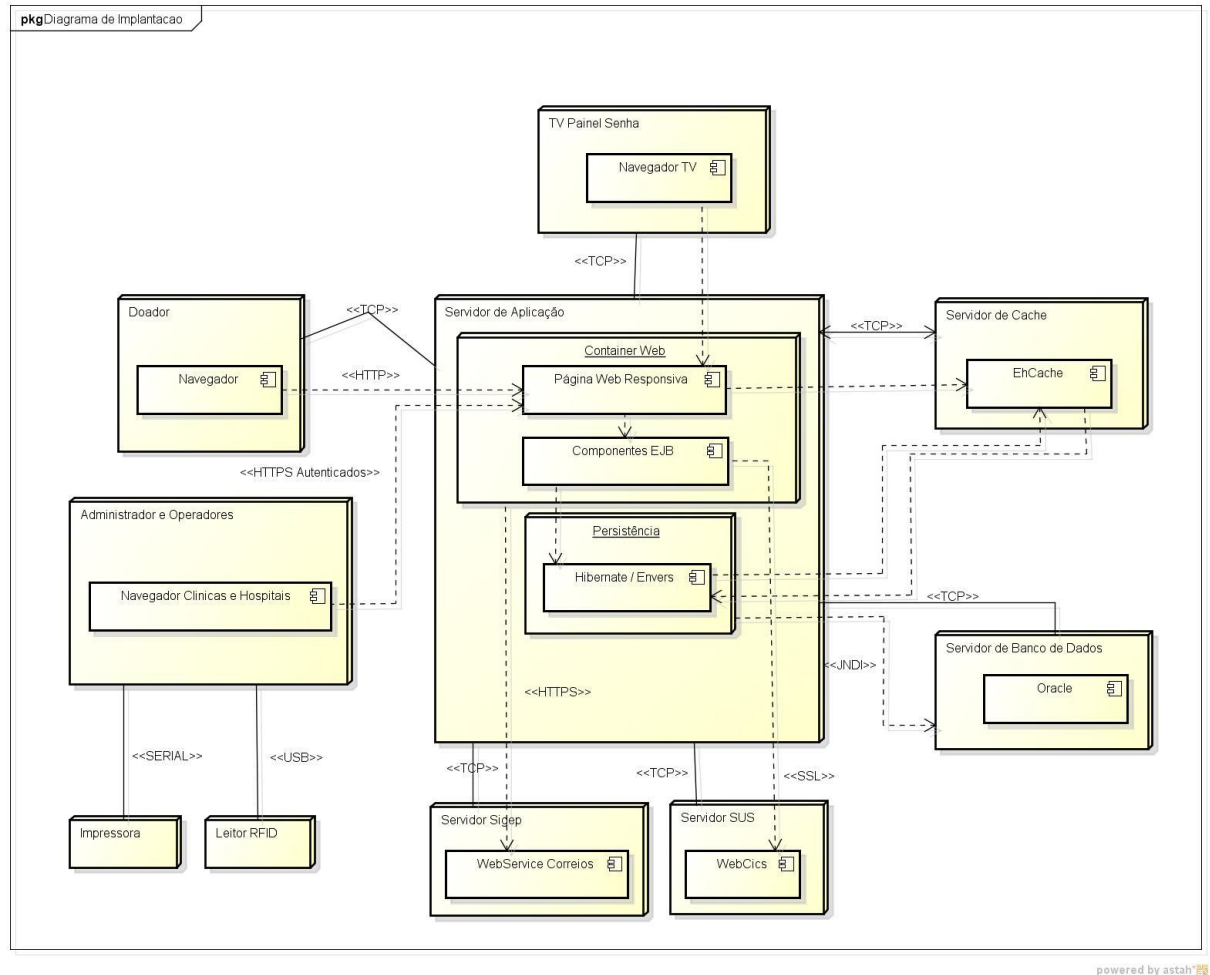 pkg Diagrama de Implantacao
TV Painel Senha
Navegador TV
<<TCP>>
Doador
<<TCP>>
Navegador
<<HTTP>>
Servidor de Aplicação
Container Web
Página Web Responsiva
Componentes EJB
<<TCP>>
Servidor de Cache
EhCache
<<HTTPS Autenticados>>
Administrador e Operadores
Navegador Clinicas e Hospitais
Persistência
Hibernate / Envers
<<TCP>>
Servidor de Banco de Dados
<<JNDI>>
Oracle
<<HTTPS>>
<<SERIAL>>
<<USB>>
<<TCP>>
<<TCP>>
<<SSL>>
Impressora
Leitor RFID
Servidor Sigep
WebService Correios
Servidor SUS
WebCics
powered by astah*